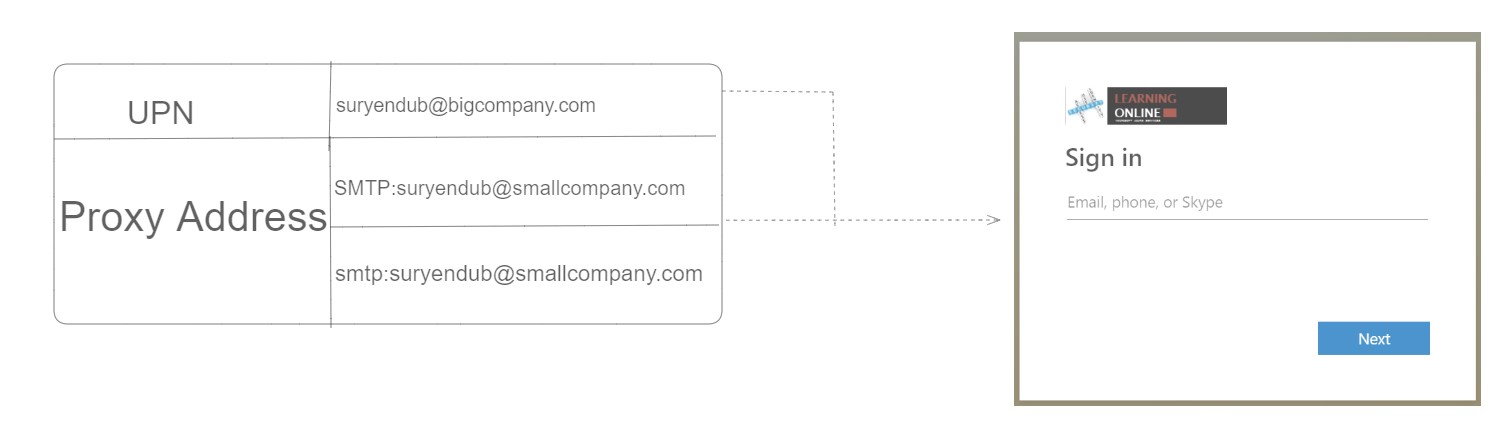 UPN
suryendub@bigcompany.com
Proxy Address
SMTP:suryendub@smallcompany.com
smtp:suryendub@smallcompany.com
LEARNING
ONLINE
Sign in
Email, phone, or Skype
Next